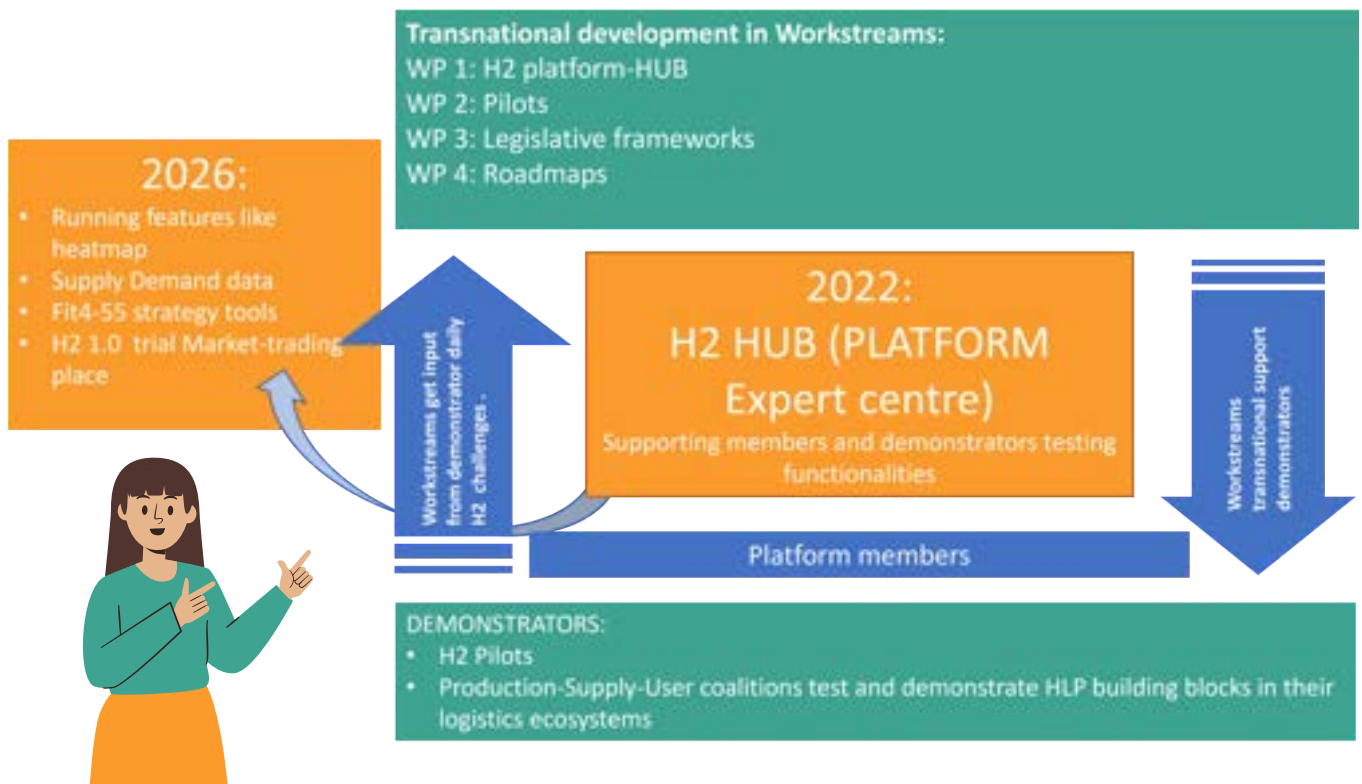 Transnational development in Workstreams:
WP 1: H2 platform-HUB
WP 2: Pilots
WP 3: Legislative frameworks
WP 4: Roadmaps
2026:
• Running features like
heatmap
• Supply Demand data
• Fit4-55 strategy tools
• H2 1.0 trial Market-trading
place
Workstreams get input
from demonstrator daily
H2 challenges .
2022:
H2 HUB (PLATFORM
Expert centre)
Supporting members and demonstrators testing
functionalities
Workstreams
transnational support
demonstrators
Platform members
DEMONSTRATORS:
• H2 Pilots
• Production-Supply-User coalitions test and demonstrate HLP building blocks in their
logistics ecosystems